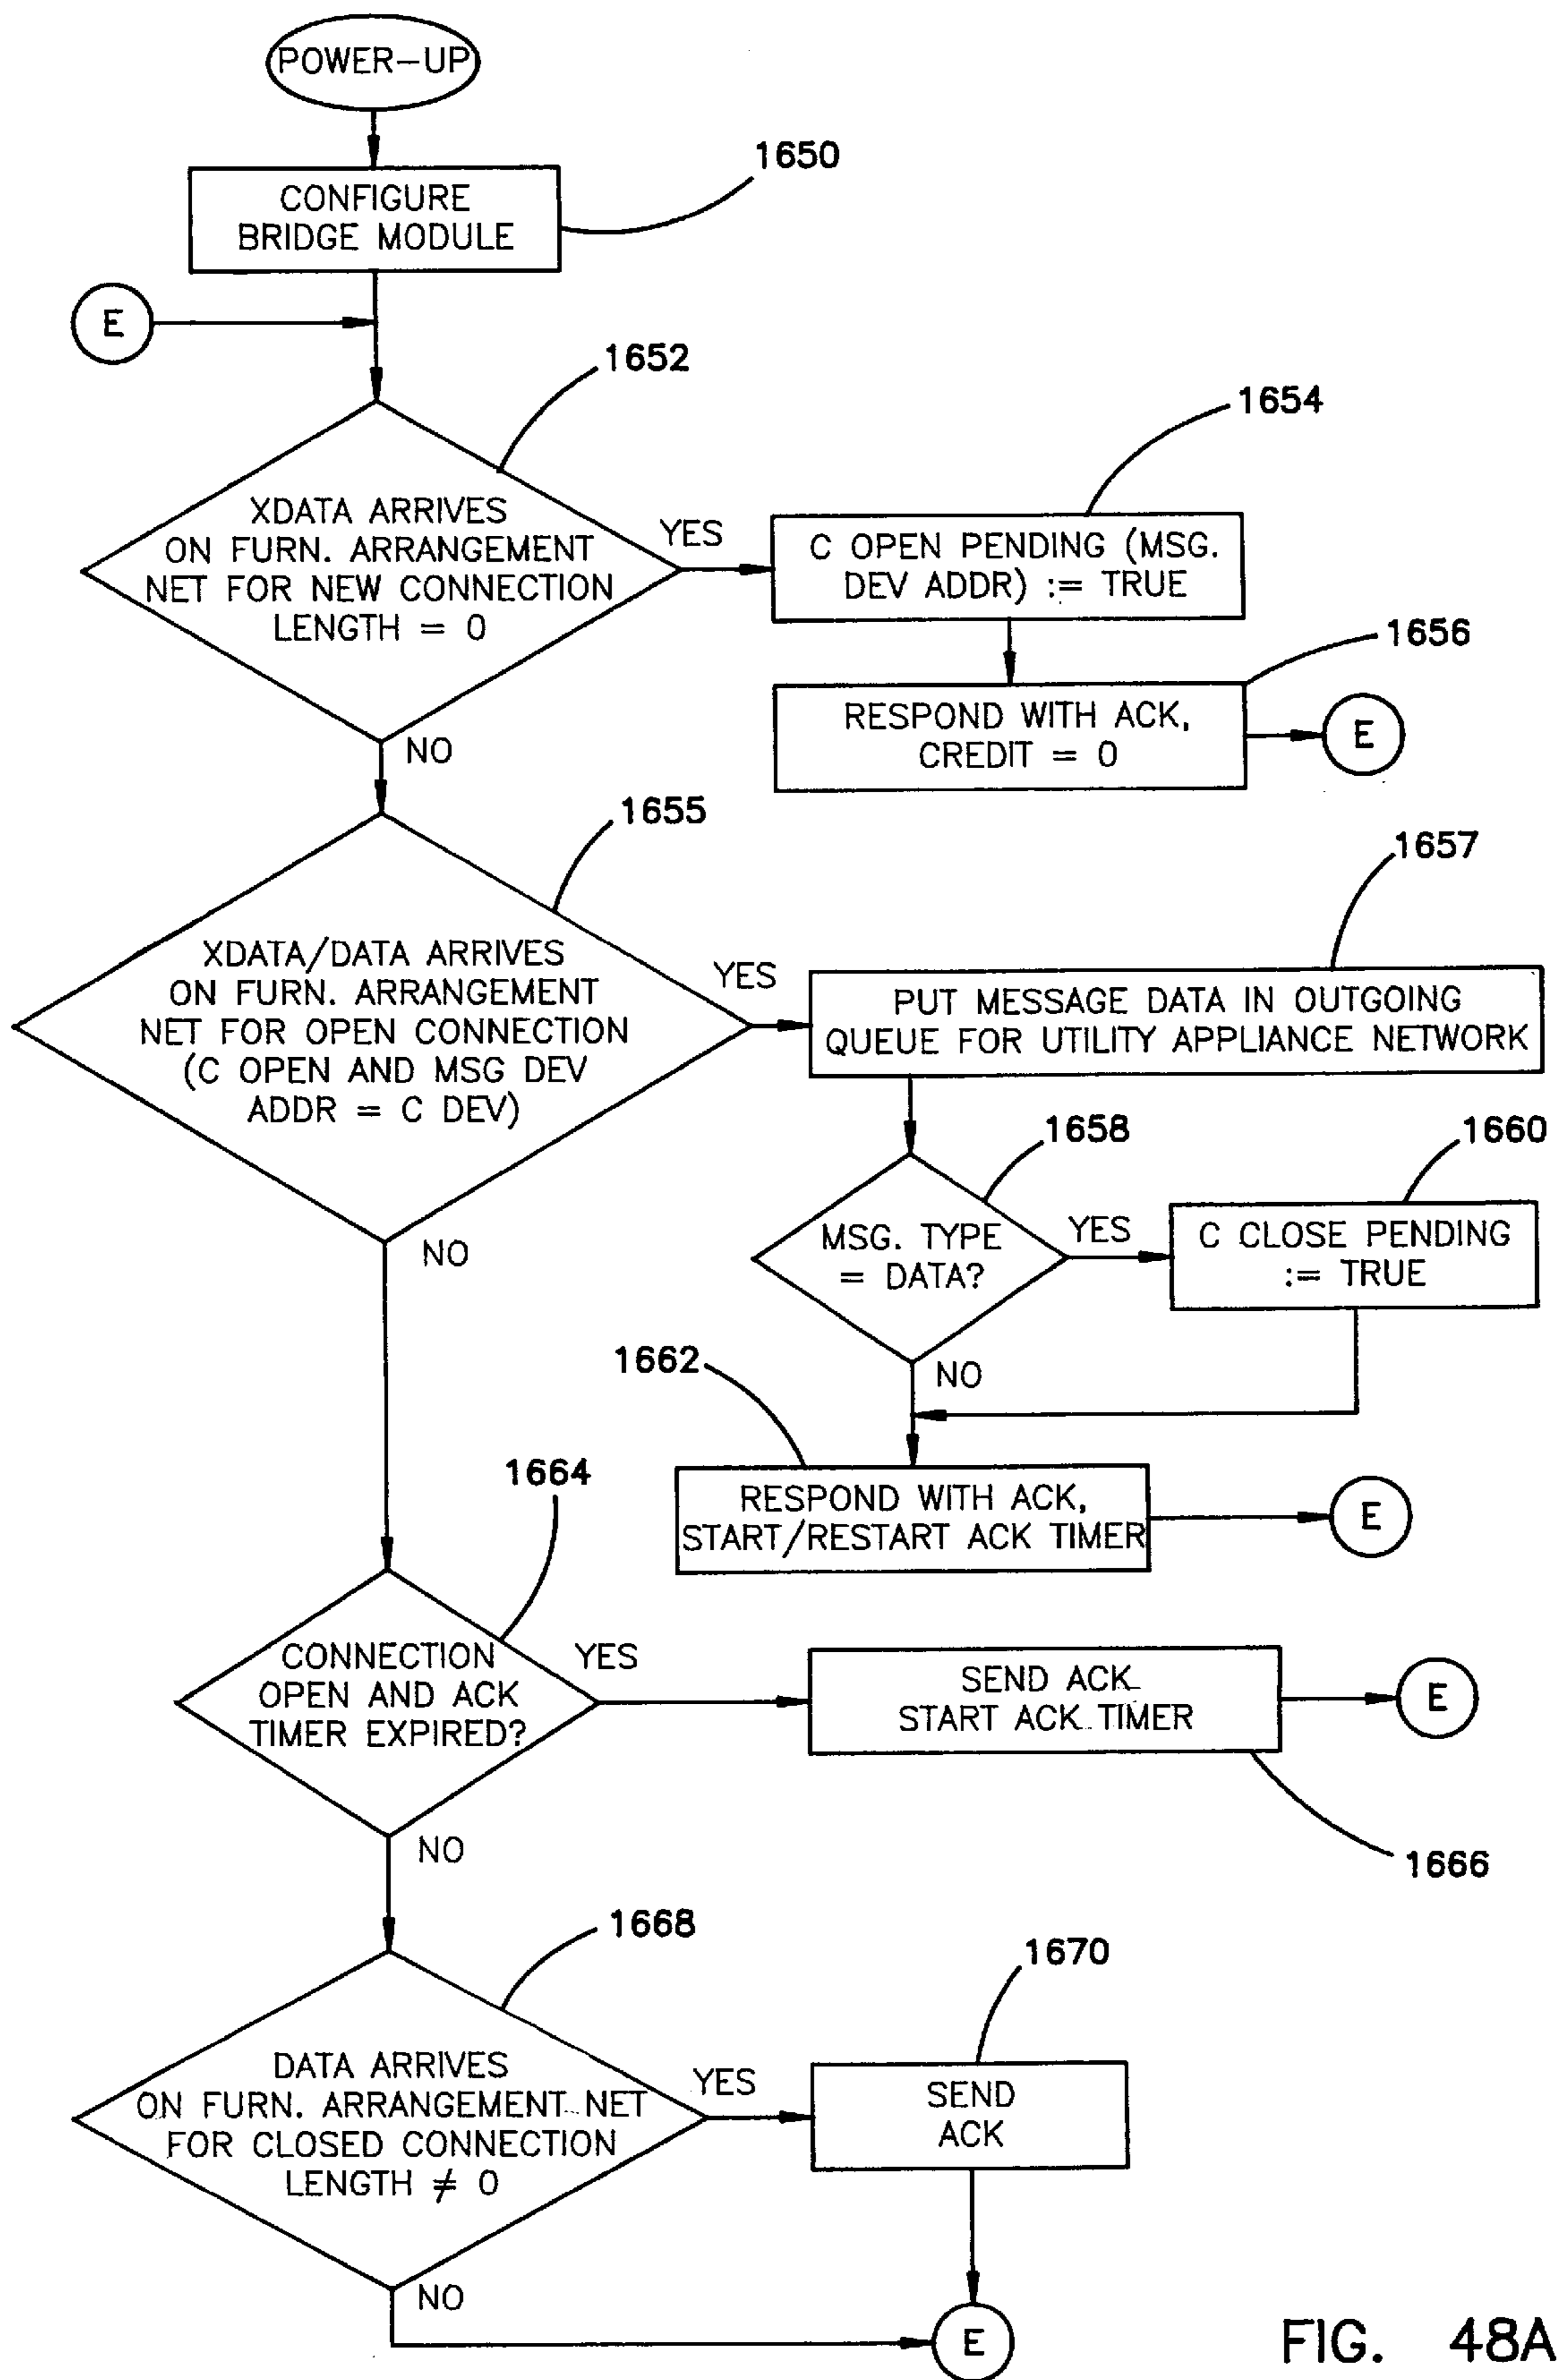 POWER-UP
1650
CONFIGURE
BRIDGE MODULE
E
1652
1654
XDATA ARRIVES
ON FURN. ARRANGEMENT
NET FOR NEW CONNECTION
LENGTH = 0
YES
C OPEN PENDING (MSG.
DEV ADDR) := TRUE
1656
RESPOND WITH ACK,
CREDIT = 0
E
NO
1655
1657
XDATA/DATA ARRIVES
ON FURN. ARRANGEMENT
NET FOR OPEN CONNECTION
(C OPEN AND MSG DEV
ADDR = C DEV)
YES
PUT MESSAGE DATA IN OUTGOING
QUEUE FOR UTILITY APPLIANCE NETWORK
1658
1660
MSG. TYPE
= DATA?
YES
C CLOSE PENDING
:= TRUE
NO
NO
1662
RESPOND WITH ACK,
START/RESTART ACK TIMER
E
1664
CONNECTION
OPEN AND ACK
TIMER EXPIRED?
YES
SEND ACK
START ACK TIMER
E
1666
NO
1668
1670
DATA ARRIVES
ON FURN. ARRANGEMENT NET
FOR CLOSED CONNECTION
LENGTH ≠ 0
YES
SEND
ACK
NO
E
FIG. 48A